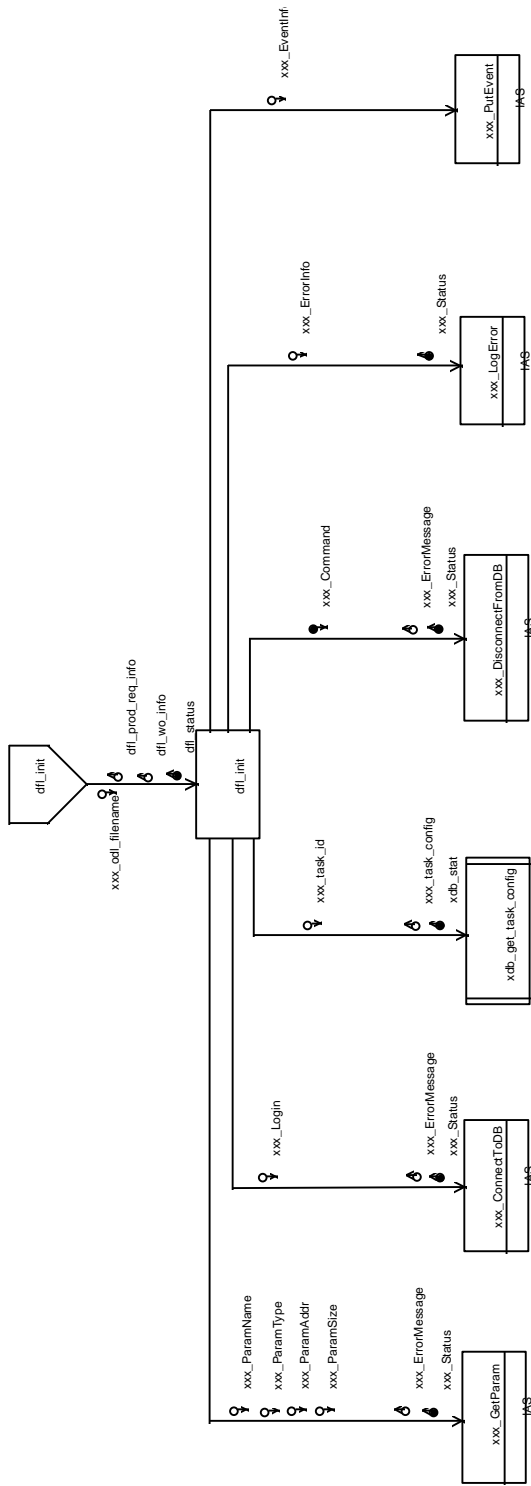 dfl_init
xxx_odl_filename
dfl_prod_req_info
dfl_wo_info
dfl_status
dfl_init
xxx_ParamName
xxx_ParamType
xxx_ParamAddr
xxx_ParamSize
xxx_ErrorMessage
xxx_Status
xxx_GetParam
IAS
xxx_Login
xxx_ErrorMessage
xxx_Status
xxx_ConnectToDB
IAS
xxx_task_id
xxx_task_config
xdb_stat
xdb_get_task_config
xxx_Command
xxx_ErrorMessage
xxx_Status
xxx_DisconnectFromDB
IAS
xxx_ErrorInfo
xxx_Status
xxx_LogError
IAS
xxx_EventInfo
xxx_PutEvent
IAS